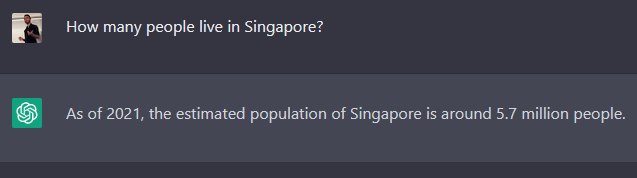 How many people live in Singapore?
As of 2021, the estimated population of Singapore is around 5.7 million people.